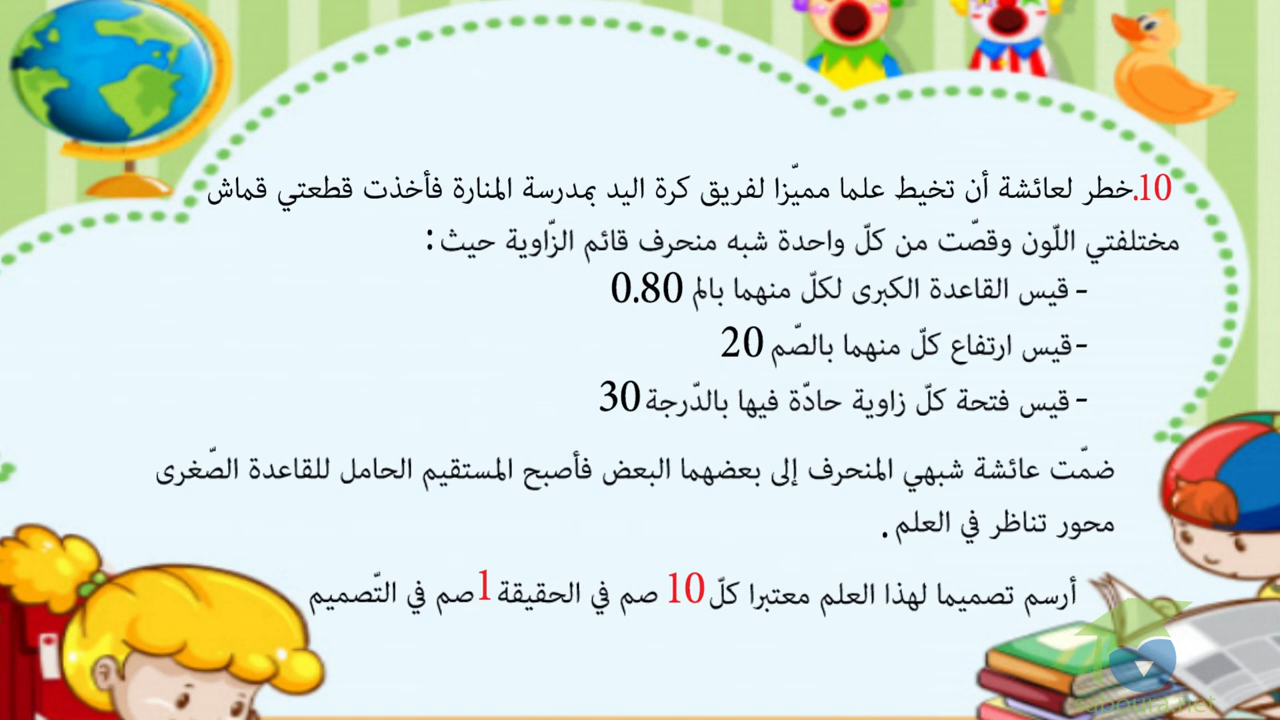 10.خطر لعائشة أن تخيط علما مميّزا لفريق كرة اليد بمدرسة المنارة فأخذت قطعتي قماش
مختلفتي اللّون وقصّت من كلّ واحدة شبه منحرف قائم الزّاوية حيث :
- قيس القاعدة الكبرى لكلّ منهما بالم 0.80
- قيس ارتفاع كلّ منهما بالصّم 20
- قيس فتحة كلّ زاوية حادّة فيها بالدّرجة 30
ضمّت عائشة شبهي المنحرف إلى بعضهما البعض فأصبح المستقيم الحامل للقاعدة الصّغرى
محور تناظر في العلم .
أرسم تصميما لهذا العلم معتبرا كلّ 10 صم في الحقيقة 1 صم في التّصميم